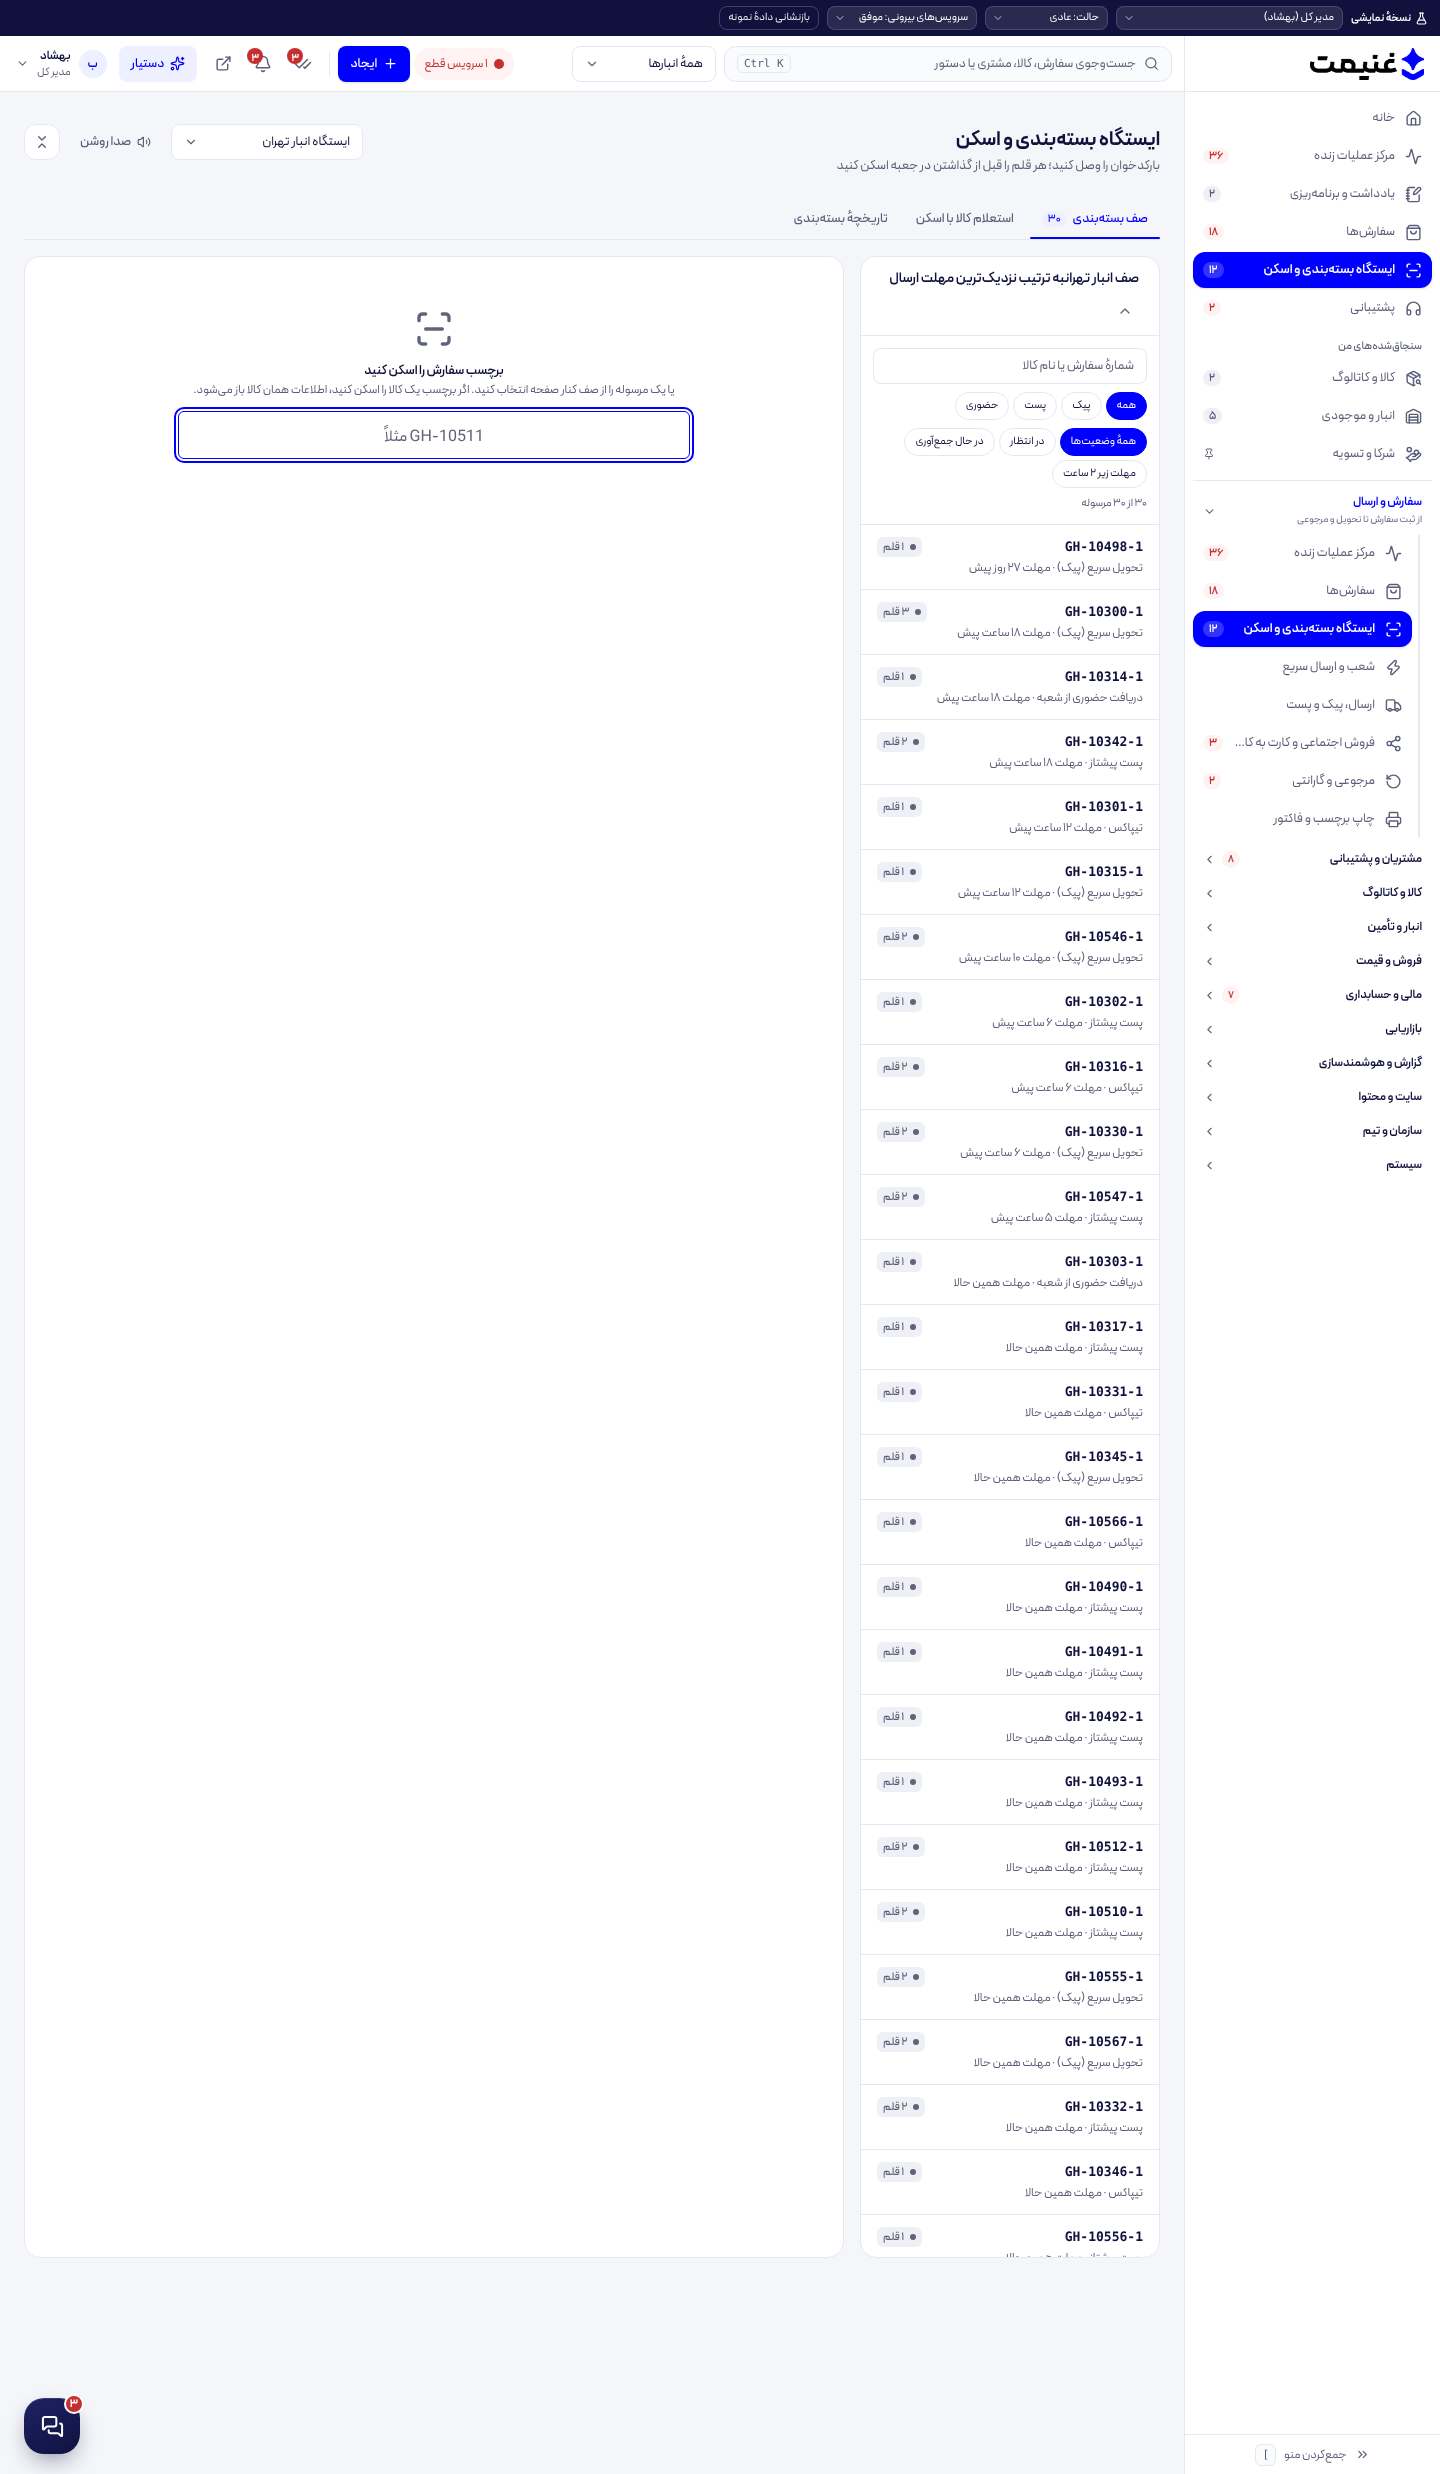 نسخهٔ نمایشی
مدیر کل (بهشاد)
حالت: عادی
سرویس‌های بیرونی: موفق
بازنشانی دادهٔ نمونه
غنیمت
جست‌وجوی سفارش، کالا، مشتری یا دستور
Ctrl K
همهٔ انبارها
۱ سرویس قطع
ایجاد
۳
۳
دستیار
ب
بهشاد
مدیر کل
خانه
مرکز عملیات زنده ۳۶
یادداشت و برنامه‌ریزی ۲
سفارش‌ها ۱۸
ایستگاه بسته‌بندی و اسکن ۱۲
پشتیبانی ۲
سنجاق‌شده‌های من
کالا و کاتالوگ ۲
انبار و موجودی ۵
شرکا و تسویه
سفارش و ارسال
از ثبت سفارش تا تحویل و مرجوعی
مرکز عملیات زنده ۳۶
سفارش‌ها ۱۸
ایستگاه بسته‌بندی و اسکن ۱۲
شعب و ارسال سریع
ارسال، پیک و پست
فروش اجتماعی و کارت به کا... ۳
مرجوعی و گارانتی ۲
چاپ برچسب و فاکتور
مشتریان و پشتیبانی ۸
کالا و کاتالوگ
انبار و تأمین
فروش و قیمت
مالی و حسابداری ۷
بازاریابی
گزارش و هوشمندسازی
سایت و محتوا
سازمان و تیم
سیستم
جمع‌کردن منو [
ایستگاه بسته‌بندی و اسکن
بارکدخوان را وصل کنید؛ هر قلم را قبل از گذاشتن در جعبه اسکن کنید
ایستگاه انبار تهران
صدا روشن
صف بسته‌بندی ۳۰
استعلام کالا با اسکن
تاریخچهٔ بسته‌بندی
صف انبار تهرانبه ترتیب نزدیک‌ترین مهلت ارسال
شمارهٔ سفارش یا نام کالا
همه
پیک
پست
حضوری
همهٔ وضعیت‌ها
در انتظار
در حال جمع‌آوری
مهلت زیر ۲ ساعت
۳۰ از ۳۰ مرسوله
GH-10498-1 ۱ قلم
تحویل سریع (پیک) · مهلت ۲۷ روز پیش
GH-10300-1 ۳ قلم
تحویل سریع (پیک) · مهلت ۱۸ ساعت پیش
GH-10314-1 ۱ قلم
دریافت حضوری از شعبه · مهلت ۱۸ ساعت پیش
GH-10342-1 ۲ قلم
پست پیشتاز · مهلت ۱۸ ساعت پیش
GH-10301-1 ۱ قلم
تیپاکس · مهلت ۱۲ ساعت پیش
GH-10315-1 ۱ قلم
تحویل سریع (پیک) · مهلت ۱۲ ساعت پیش
GH-10546-1 ۲ قلم
تحویل سریع (پیک) · مهلت ۱۰ ساعت پیش
GH-10302-1 ۱ قلم
پست پیشتاز · مهلت ۶ ساعت پیش
GH-10316-1 ۲ قلم
تیپاکس · مهلت ۶ ساعت پیش
GH-10330-1 ۲ قلم
تحویل سریع (پیک) · مهلت ۶ ساعت پیش
GH-10547-1 ۲ قلم
پست پیشتاز · مهلت ۵ ساعت پیش
GH-10303-1 ۱ قلم
دریافت حضوری از شعبه · مهلت همین حالا
GH-10317-1 ۱ قلم
پست پیشتاز · مهلت همین حالا
GH-10331-1 ۱ قلم
تیپاکس · مهلت همین حالا
GH-10345-1 ۱ قلم
تحویل سریع (پیک) · مهلت همین حالا
GH-10566-1 ۱ قلم
تیپاکس · مهلت همین حالا
GH-10490-1 ۱ قلم
پست پیشتاز · مهلت همین حالا
GH-10491-1 ۱ قلم
پست پیشتاز · مهلت همین حالا
GH-10492-1 ۱ قلم
پست پیشتاز · مهلت همین حالا
GH-10493-1 ۱ قلم
پست پیشتاز · مهلت همین حالا
GH-10512-1 ۲ قلم
پست پیشتاز · مهلت همین حالا
GH-10510-1 ۲ قلم
پست پیشتاز · مهلت همین حالا
GH-10555-1 ۲ قلم
تحویل سریع (پیک) · مهلت همین حالا
GH-10567-1 ۲ قلم
تحویل سریع (پیک) · مهلت همین حالا
GH-10332-1 ۲ قلم
پست پیشتاز · مهلت همین حالا
GH-10346-1 ۱ قلم
تیپاکس · مهلت همین حالا
GH-10556-1 ۱ قلم
برچسب سفارش را اسکن کنید
یا یک مرسوله را از صف کنار صفحه انتخاب کنید. اگر برچسب یک کالا را اسکن کنید، اطلاعات همان کالا باز می‌شود.
مثلاً GH-10511
۳